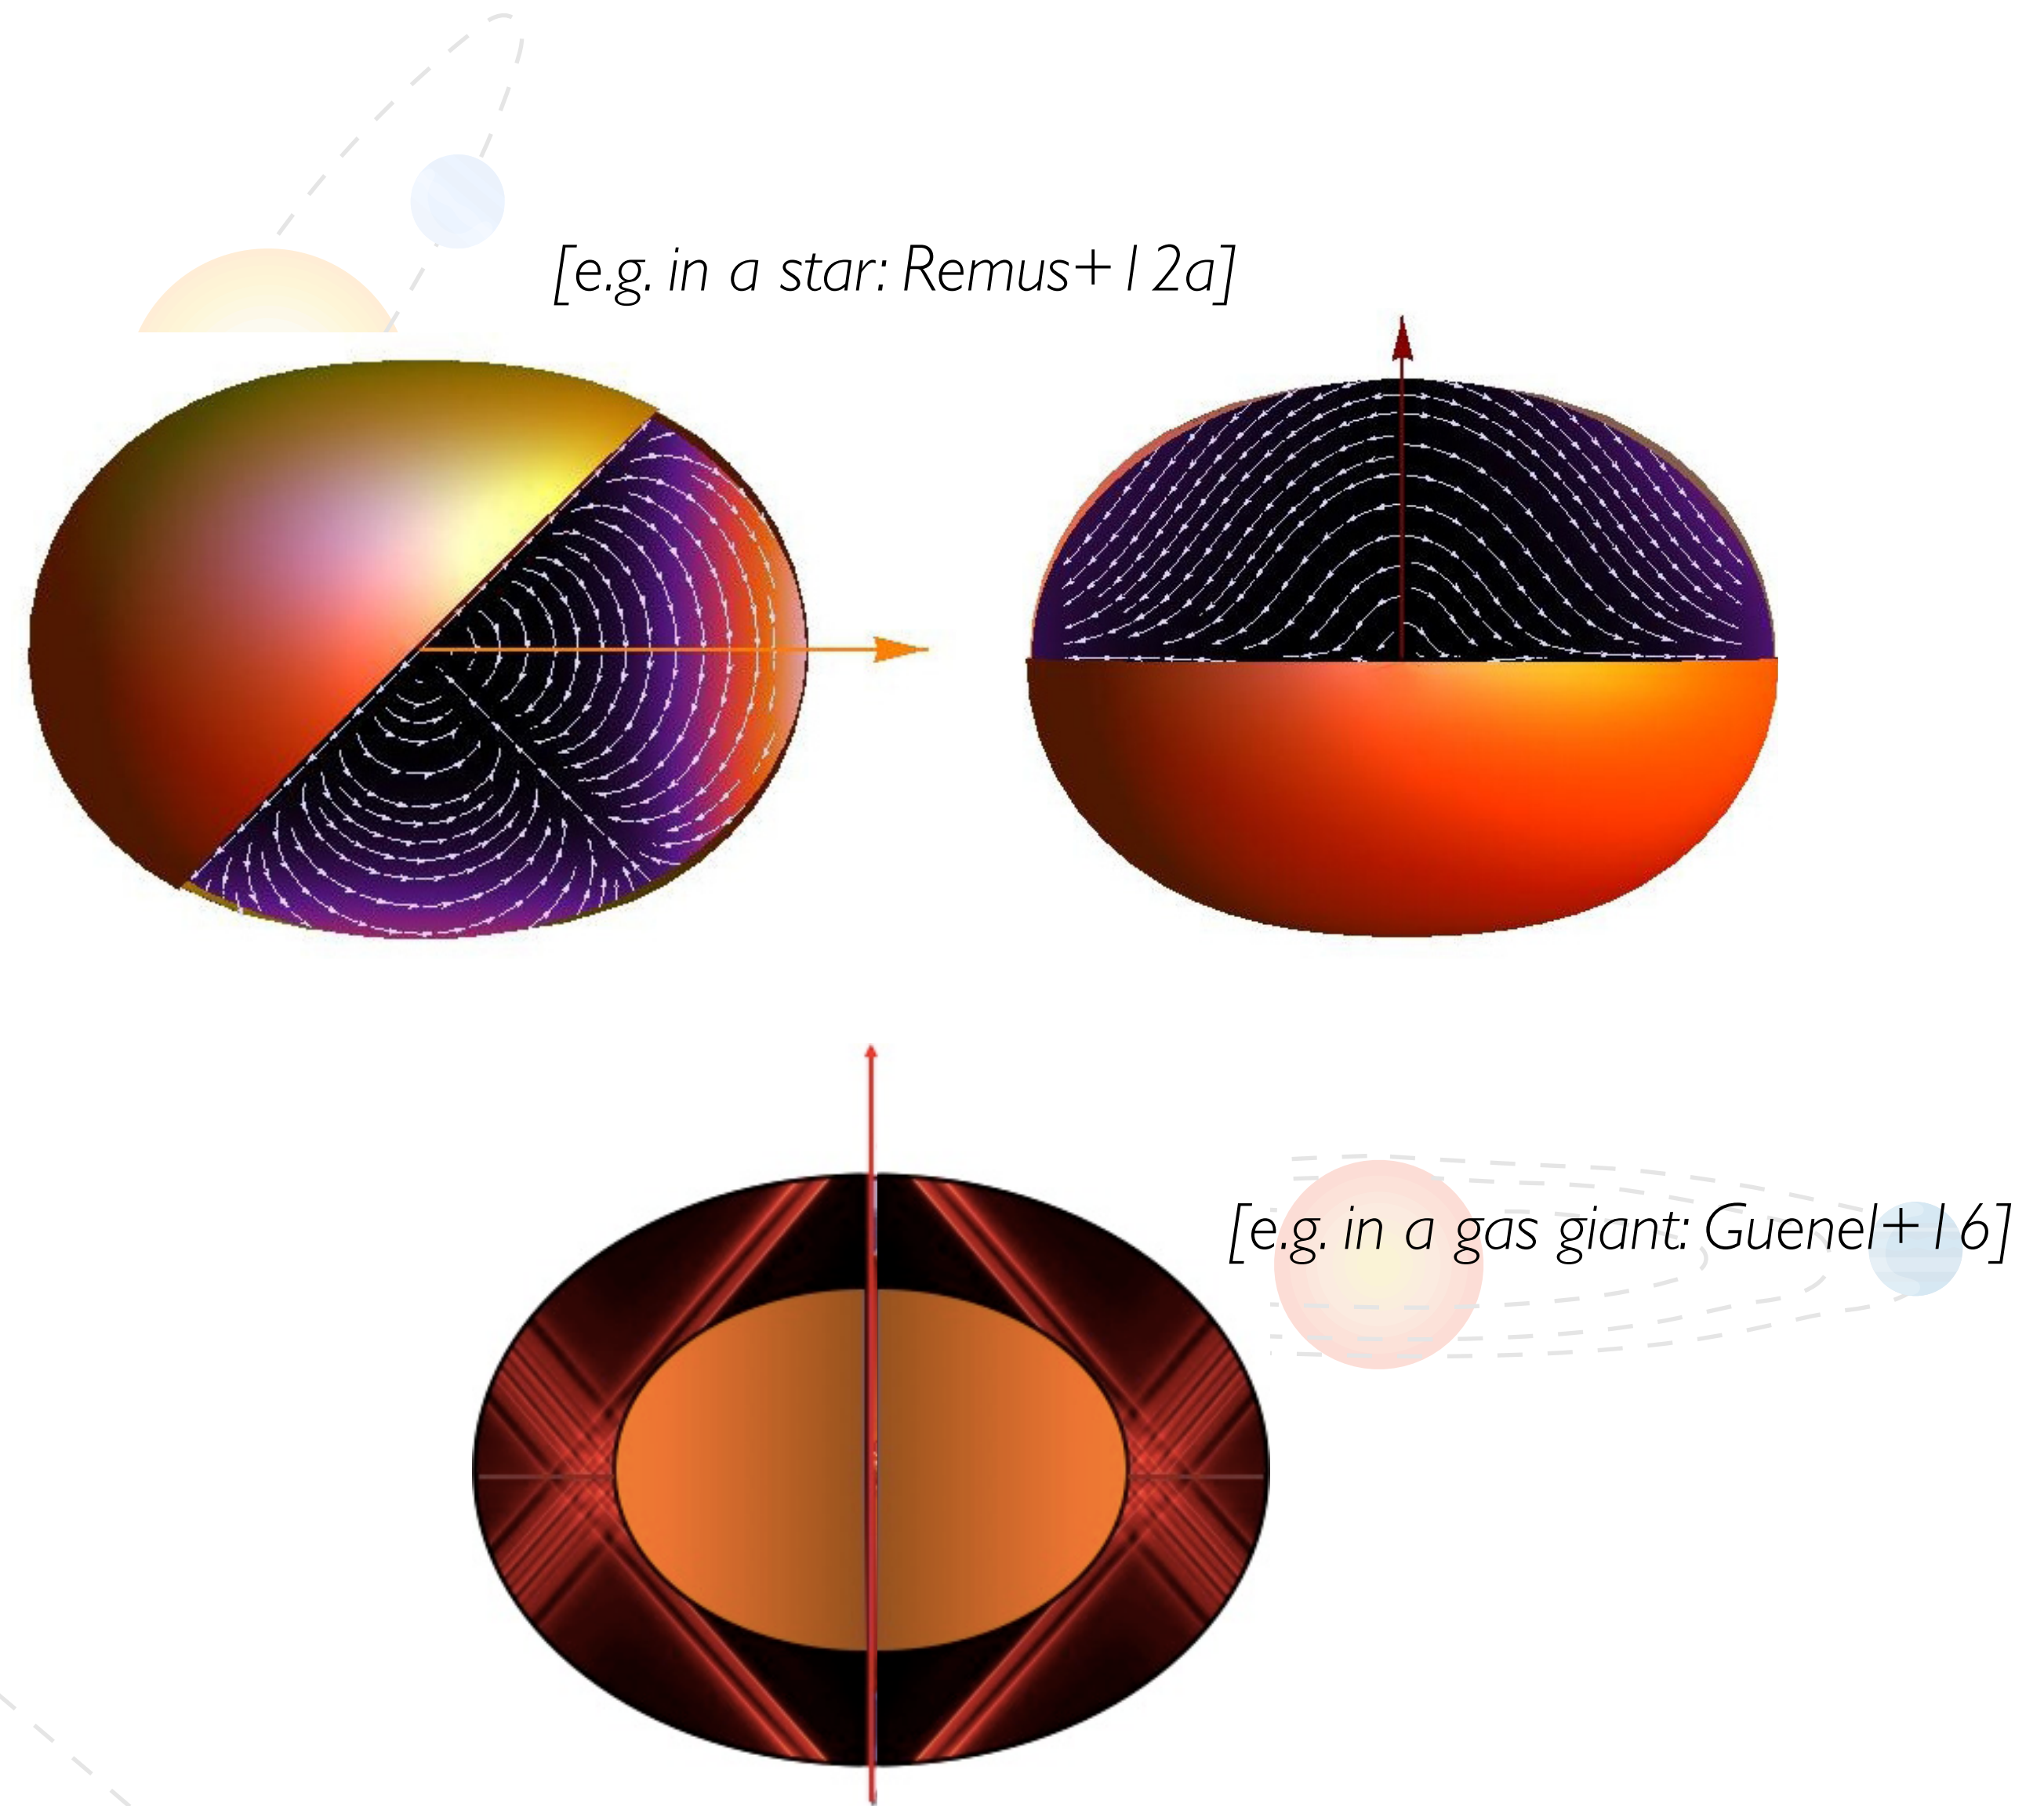 [e.g. in a star: Remus+12a]
[e.g. in a gas giant: Guenel+16]